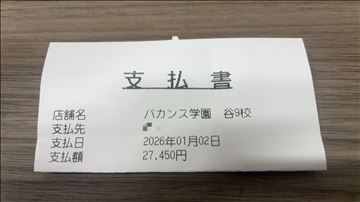 支 払 書
店舗名 バカンス学園 谷9校
支払先
支払日 2026年01月02日
支払額 27,450円